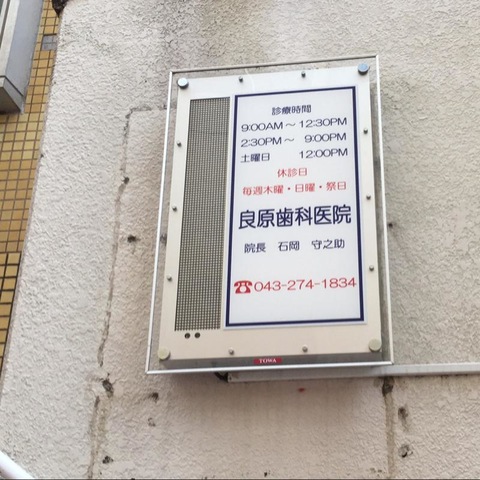 診療時間
9:00AM～12:30PM
2:30PM～ 9:00PM
土曜日 12:00PM
休診日
毎週木曜・日曜・祭日
良原歯科医院
院長 石岡 守之助
☎043-274-1834
TOWA